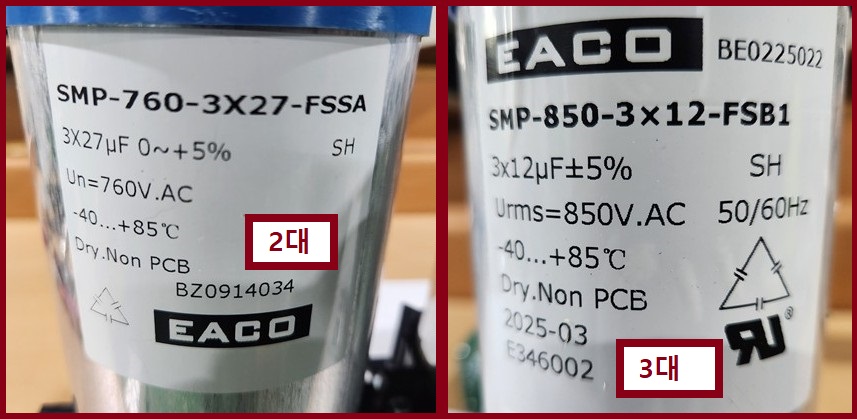 SMP-760-3X27-FSSA
3X27µF 0~+5% SH
Un=760V.AC
-40...+85℃
Dry.Non PCB
BZ0914034
EACO
2대
EACO BE0225022
SMP-850-3×12-FSB1
3x12µF±5% SH
Urms=850V.AC 50/60Hz
-40...+85℃
Dry.Non PCB
2025-03
E346002
RU®
3대